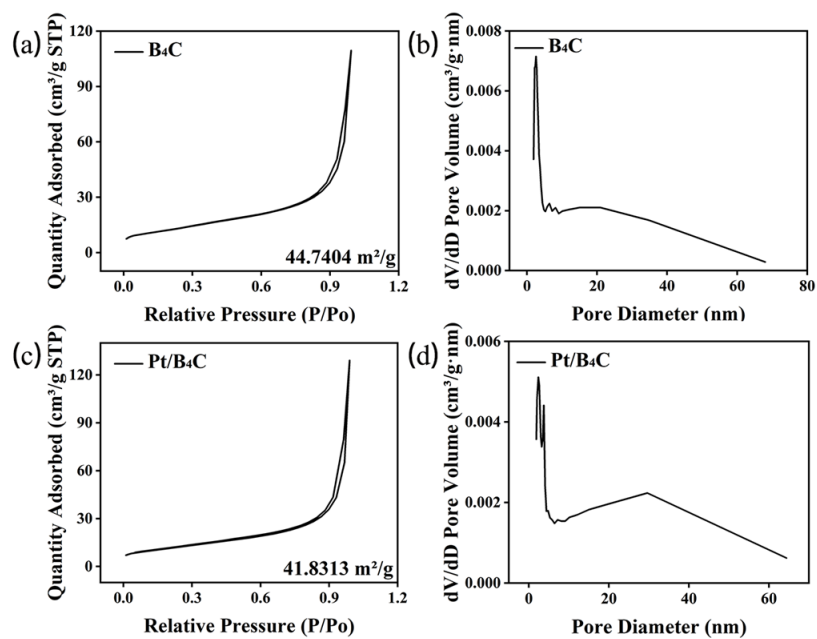 (a)
Quantity Adsorbed (cm³/g STP)
120
90
60
30
0
B₄C
44.7404 m²/g
0.0 0.3 0.6 0.9 1.2
Relative Pressure (P/Po)
(b)
dV/dD Pore Volume (cm³/g·nm)
0.008
0.006
0.004
0.002
0.000
B₄C
0 20 40 60 80
Pore Diameter (nm)
(c)
Quantity Adsorbed (cm³/g STP)
120
90
60
30
0
Pt/B₄C
41.8313 m²/g
0.0 0.3 0.6 0.9 1.2
Relative Pressure (P/Po)
(d)
dV/dD Pore Volume (cm³/g·nm)
0.006
0.004
0.002
0.000
Pt/B₄C
0 20 40 60
Pore Diameter (nm)